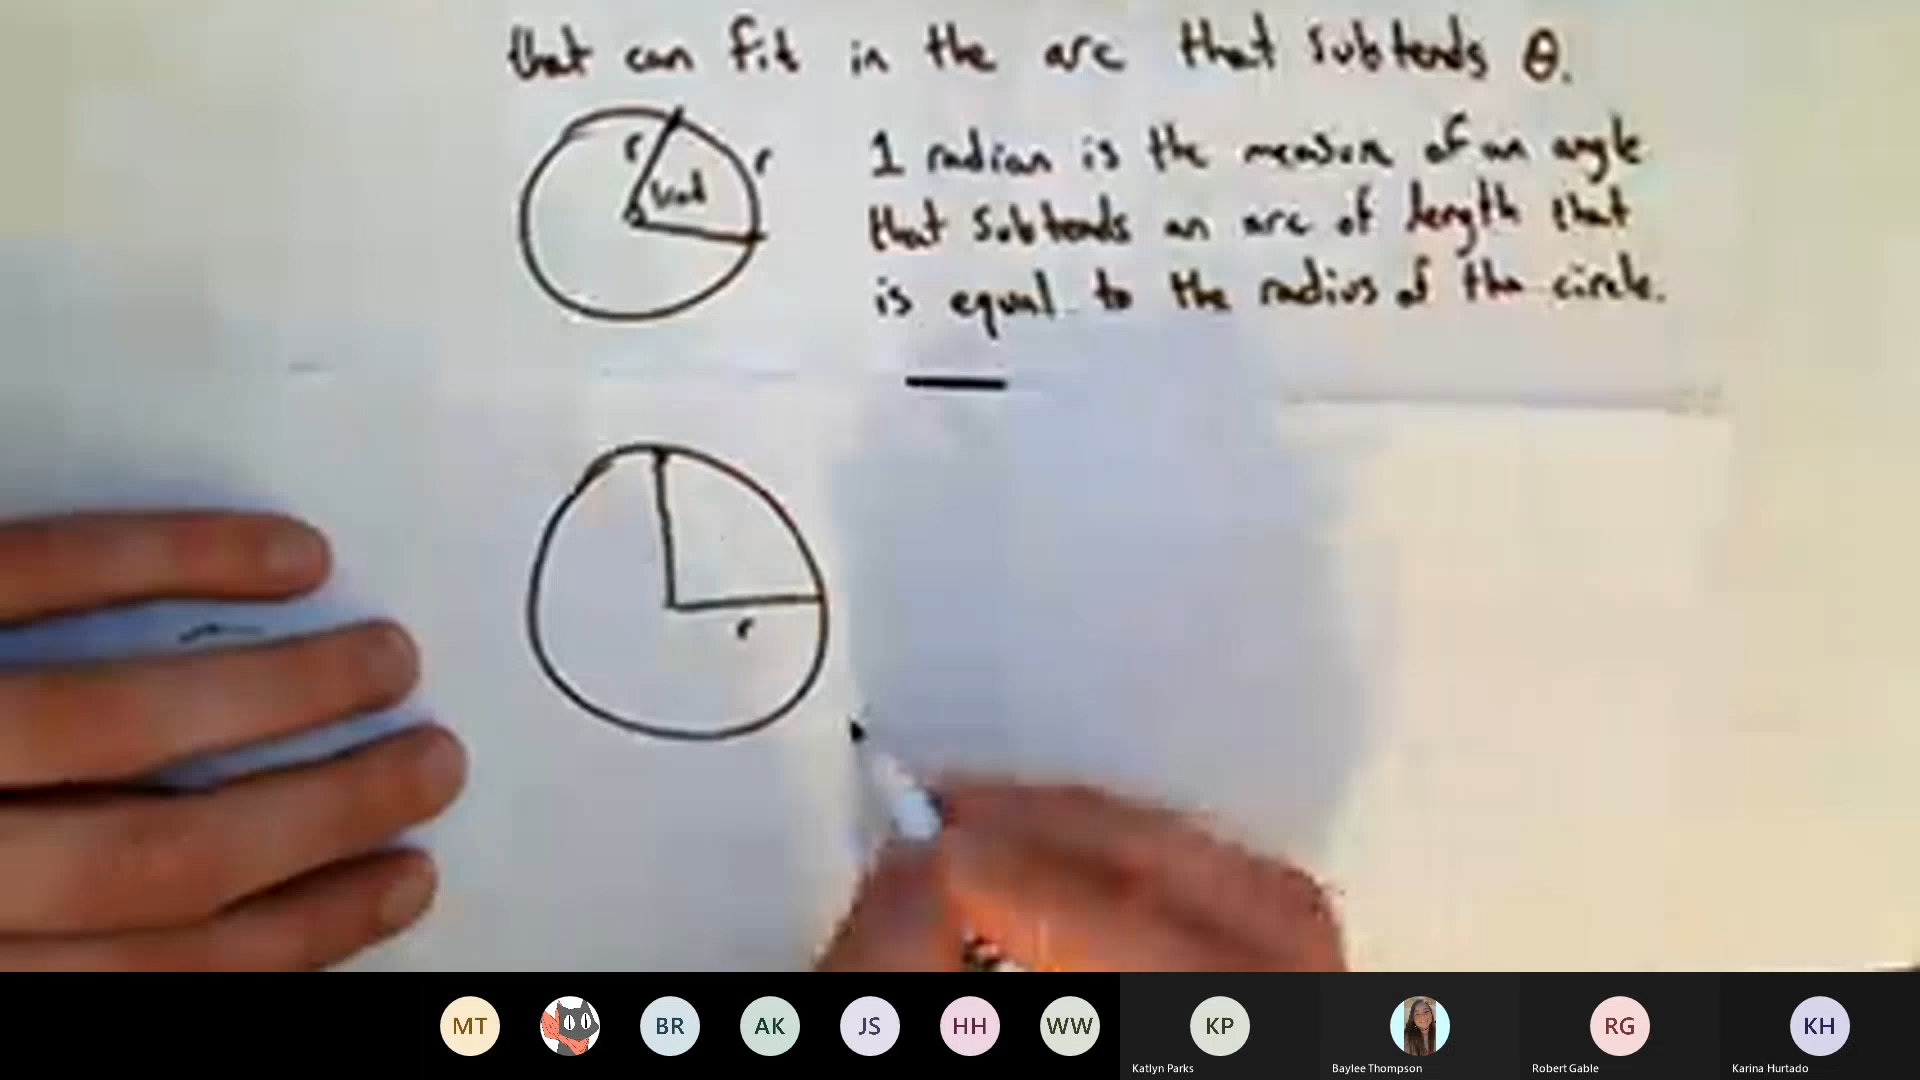 that can fit in the arc that subtends θ.
r
r
1 rad
1 radian is the measure of an angle
that subtends an arc of length that
is equal to the radius of the circle.
r
MT
BR
AK
JS
HH
WW
KP
RG
KH
Katlyn Parks
Baylee Thompson
Robert Gable
Karina Hurtado